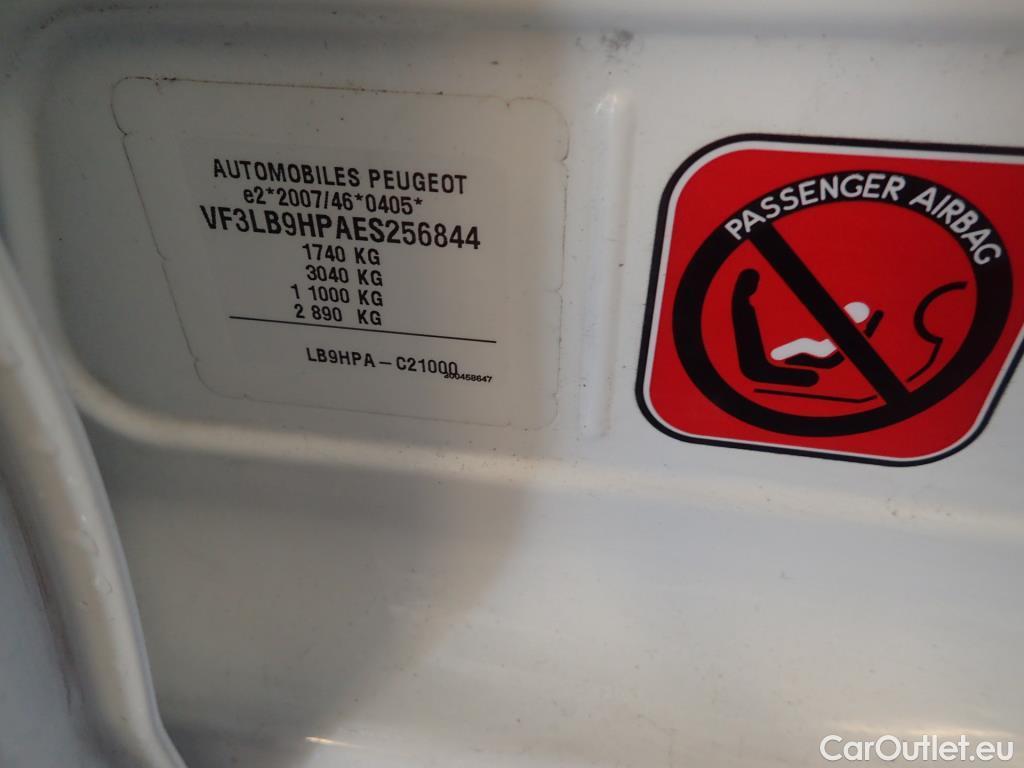 AUTOMOBILES PEUGEOT
e2*2007/46*0405*
VF3LB9HPAES256844
1740 KG
3040 KG
1 1000 KG
2 890 KG
LB9HPA-C21000
200458647
PASSENGER AIRBAG
CarOutlet.eu